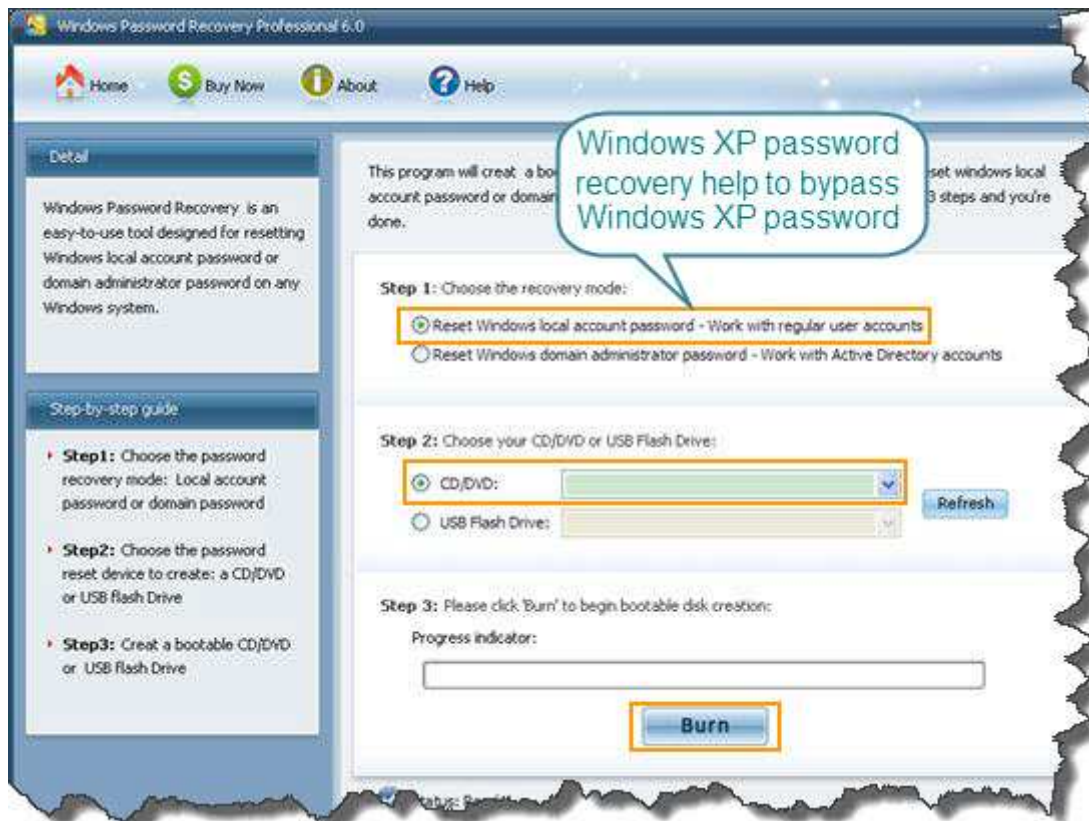 Windows Password Recovery Professional 6.0
Home
Buy Now
About
Help
Detail
Windows Password Recovery is an
easy-to-use tool designed for resetting
Windows local account password or
domain administrator password on any
Windows system.
Step-by-step guide
Step1: Choose the password
recovery mode: Local account
password or domain password
Step2: Choose the password
reset device to create: a CD/DVD
or USB flash Drive
Step3: Creat a bootable CD/DVD
or USB flash Drive
Windows XP password
recovery help to bypass
Windows XP password
This program will creat a windows local
account password or 3 steps and you're
done.
Step 1: Choose the recovery mode:
Reset Windows local account password - Work with regular user accounts
Reset Windows domain administrator password - Work with Active Directory accounts
Step 2: Choose your CD/DVD or USB Flash Drive:
CD/DVD:
Refresh
USB Flash Drive:
Step 3: Please click 'Burn' to begin bootable disk creation:
Progress indicator:
Burn